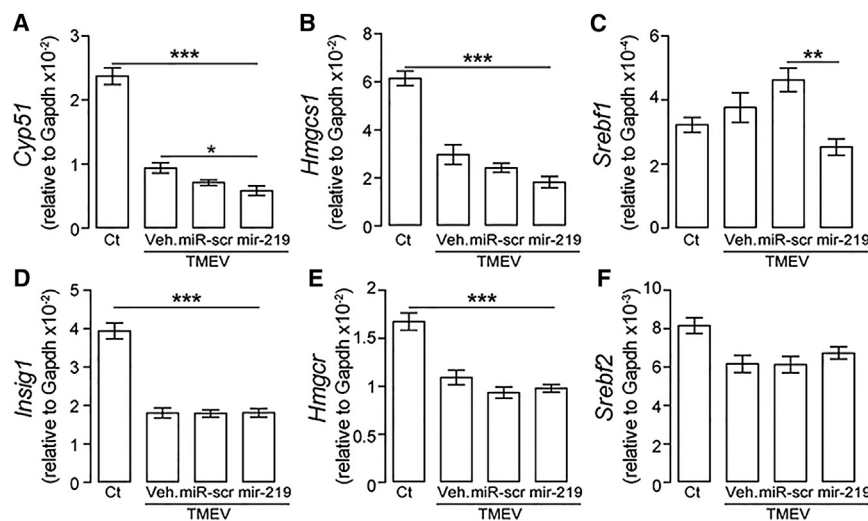 A
Cyp51
(relative to Gapdh x10-2)
3
2
1
0
***
*
Ct
Veh. miR-scr mir-219
TMEV
B
Hmgcs1
(relative to Gapdh x10-2)
8
6
4
2
0
***
Ct
Veh. miR-scr mir-219
TMEV
C
Srebf1
(relative to Gapdh x10-4)
6
4
2
0
**
Ct
Veh. miR-scr mir-219
TMEV
D
Insig1
(relative to Gapdh x10-2)
5
4
3
2
1
0
***
Ct
Veh. miR-scr mir-219
TMEV
E
Hmgcr
(relative to Gapdh x10-2)
2
1.5
1
0.5
0
***
Ct
Veh. miR-scr mir-219
TMEV
F
Srebf2
(relative to Gapdh x10-3)
10
8
6
4
2
0
Ct
Veh. miR-scr mir-219
TMEV